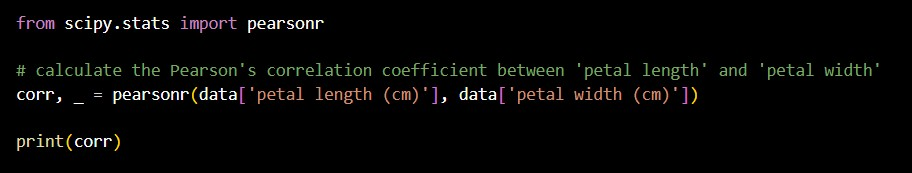 from scipy.stats import pearsonr
# calculate the Pearson's correlation coefficient between 'petal length' and 'petal width'
corr, _ = pearsonr(data['petal length (cm)'], data['petal width (cm)'])
print(corr)